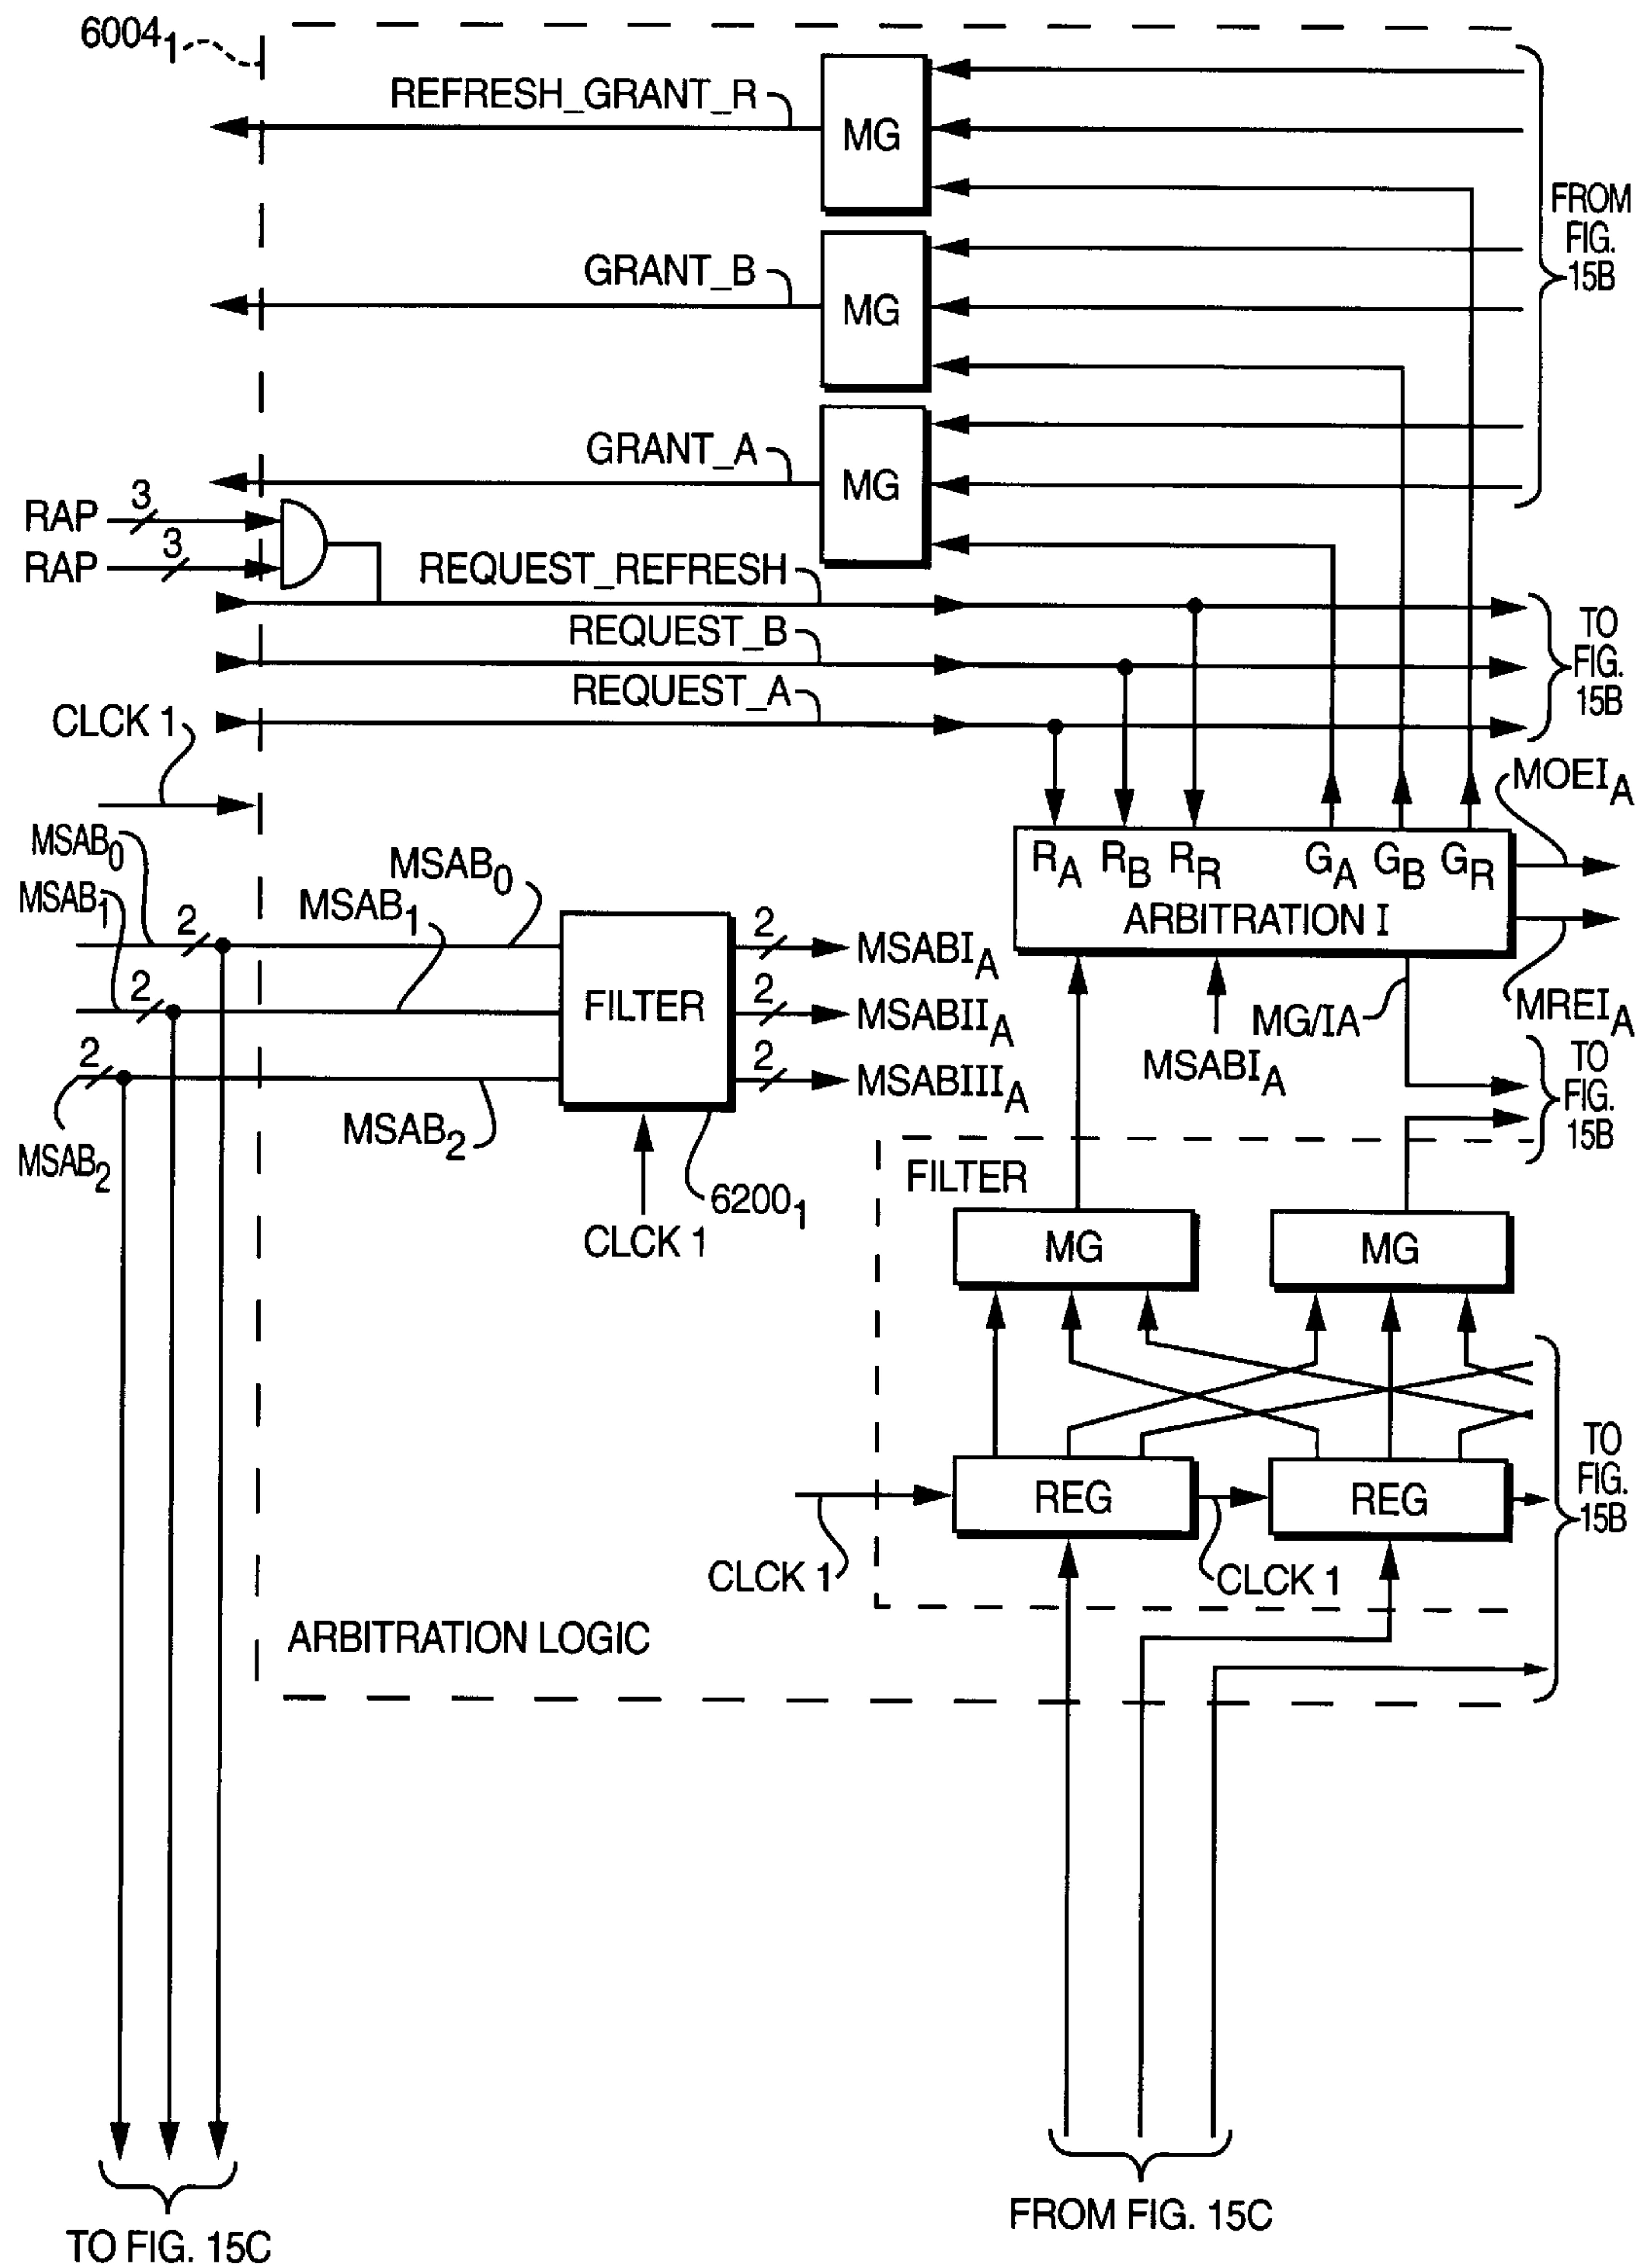 6004₁
REFRESH_GRANT_R
MG
FROM
FIG.
15B
GRANT_B
MG
GRANT_A
MG
RAP
3
RAP
3
REQUEST_REFRESH
REQUEST_B
REQUEST_A
TO
FIG.
15B
CLCK 1
MOEI_A
MSAB₀
MSAB₁
2
MSAB₁
MSAB₀
2
2
MSAB₂
MSAB₂
FILTER
2
MSABI_A
2
MSABII_A
2
MSABIII_A
6200₁
CLCK 1
R_A R_B R_R G_A G_B G_R
ARBITRATION I
MG/IA
MSABI_A
MREI_A
TO
FIG.
15B
FILTER
MG
MG
REG
REG
CLCK 1
CLCK 1
TO
FIG.
15B
ARBITRATION LOGIC
TO FIG. 15C
FROM FIG. 15C